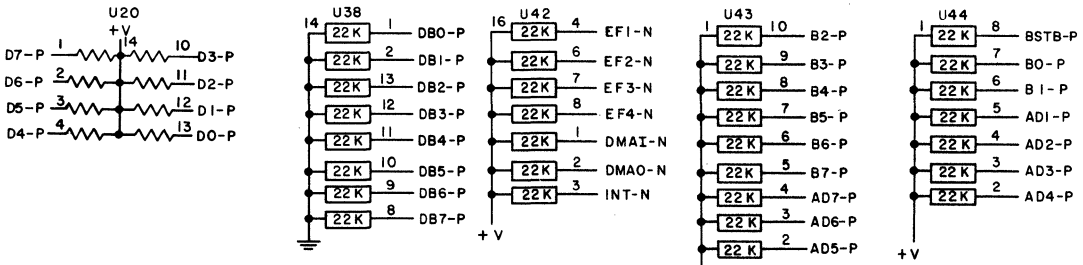 U20
+V
D7-P 1 14 10 D3-P
D6-P 2 11 D2-P
D5-P 3 12 D1-P
D4-P 4 13 D0-P
U38
14 22K 1 DB0-P
22K 2 DB1-P
22K 13 DB2-P
22K 12 DB3-P
22K 11 DB4-P
22K 10 DB5-P
22K 9 DB6-P
22K 8 DB7-P
U42
16 22K 4 EF1-N
22K 6 EF2-N
22K 7 EF3-N
22K 8 EF4-N
22K 1 DMAI-N
22K 2 DMAO-N
22K 3 INT-N
+V
U43
1 22K 10 B2-P
22K 9 B3-P
22K 8 B4-P
22K 7 B5-P
22K 6 B6-P
22K 5 B7-P
22K 4 AD7-P
22K 3 AD6-P
22K 2 AD5-P
U44
1 22K 8 BSTB-P
22K 7 B0-P
22K 6 B1-P
22K 5 AD1-P
22K 4 AD2-P
22K 3 AD3-P
22K 2 AD4-P
+V